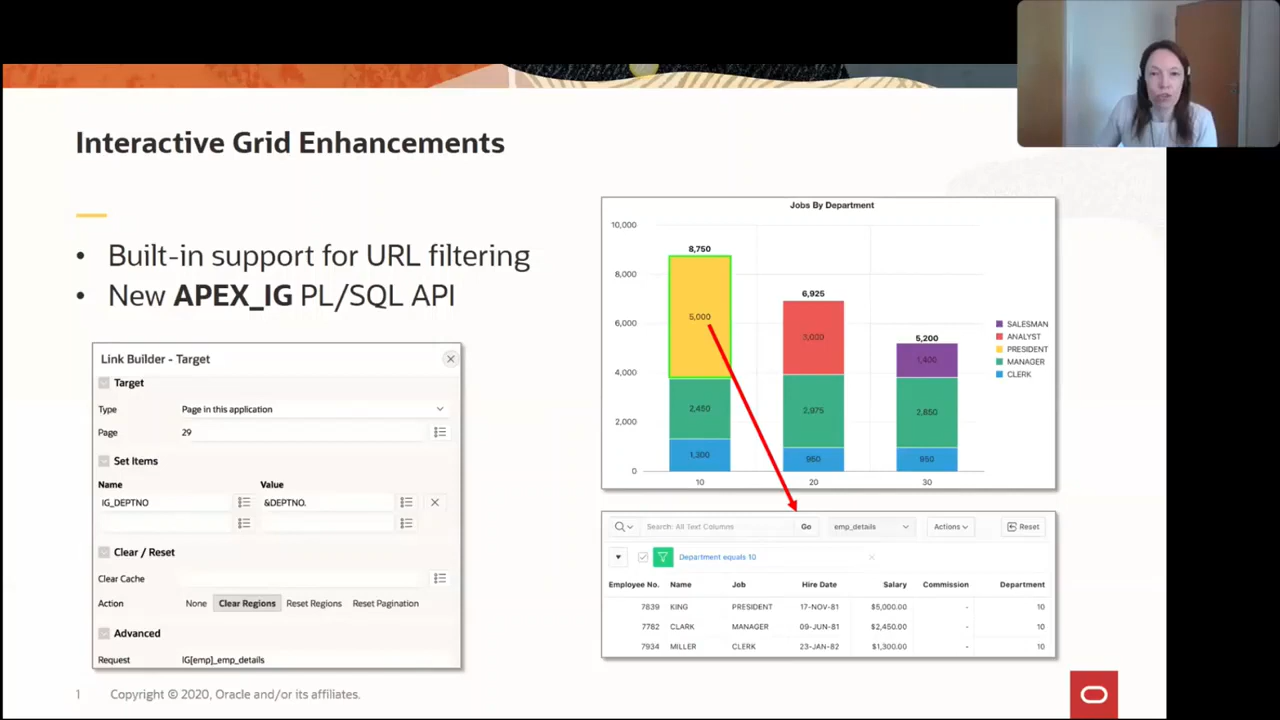 Interactive Grid Enhancements
• Built-in support for URL filtering
• New APEX_IG PL/SQL API
Link Builder - Target
Target
Type Page in this application
Page 29
Set Items
Name Value
IG_DEPTNO &DEPTNO.
Clear / Reset
Clear Cache
Action None Clear Regions Reset Regions Reset Pagination
Advanced
Request IG[emp]_emp_details
Jobs By Department
10,000
8,000
6,000
4,000
2,000
0
8,750
5,000
2,450
1,300
6,925
3,000
2,975
950
5,200
1,400
2,850
950
10 20 30
SALESMAN
ANALYST
PRESIDENT
MANAGER
CLERK
Search: All Text Columns Go emp_details Actions Reset
Department equals 10
Employee No. Name Job Hire Date Salary Commission Department
7839 KING PRESIDENT 17-NOV-81 $5,000.00 - 10
7782 CLARK MANAGER 09-JUN-81 $2,450.00 - 10
7934 MILLER CLERK 23-JAN-82 $1,300.00 - 10
1 Copyright © 2020, Oracle and/or its affiliates.